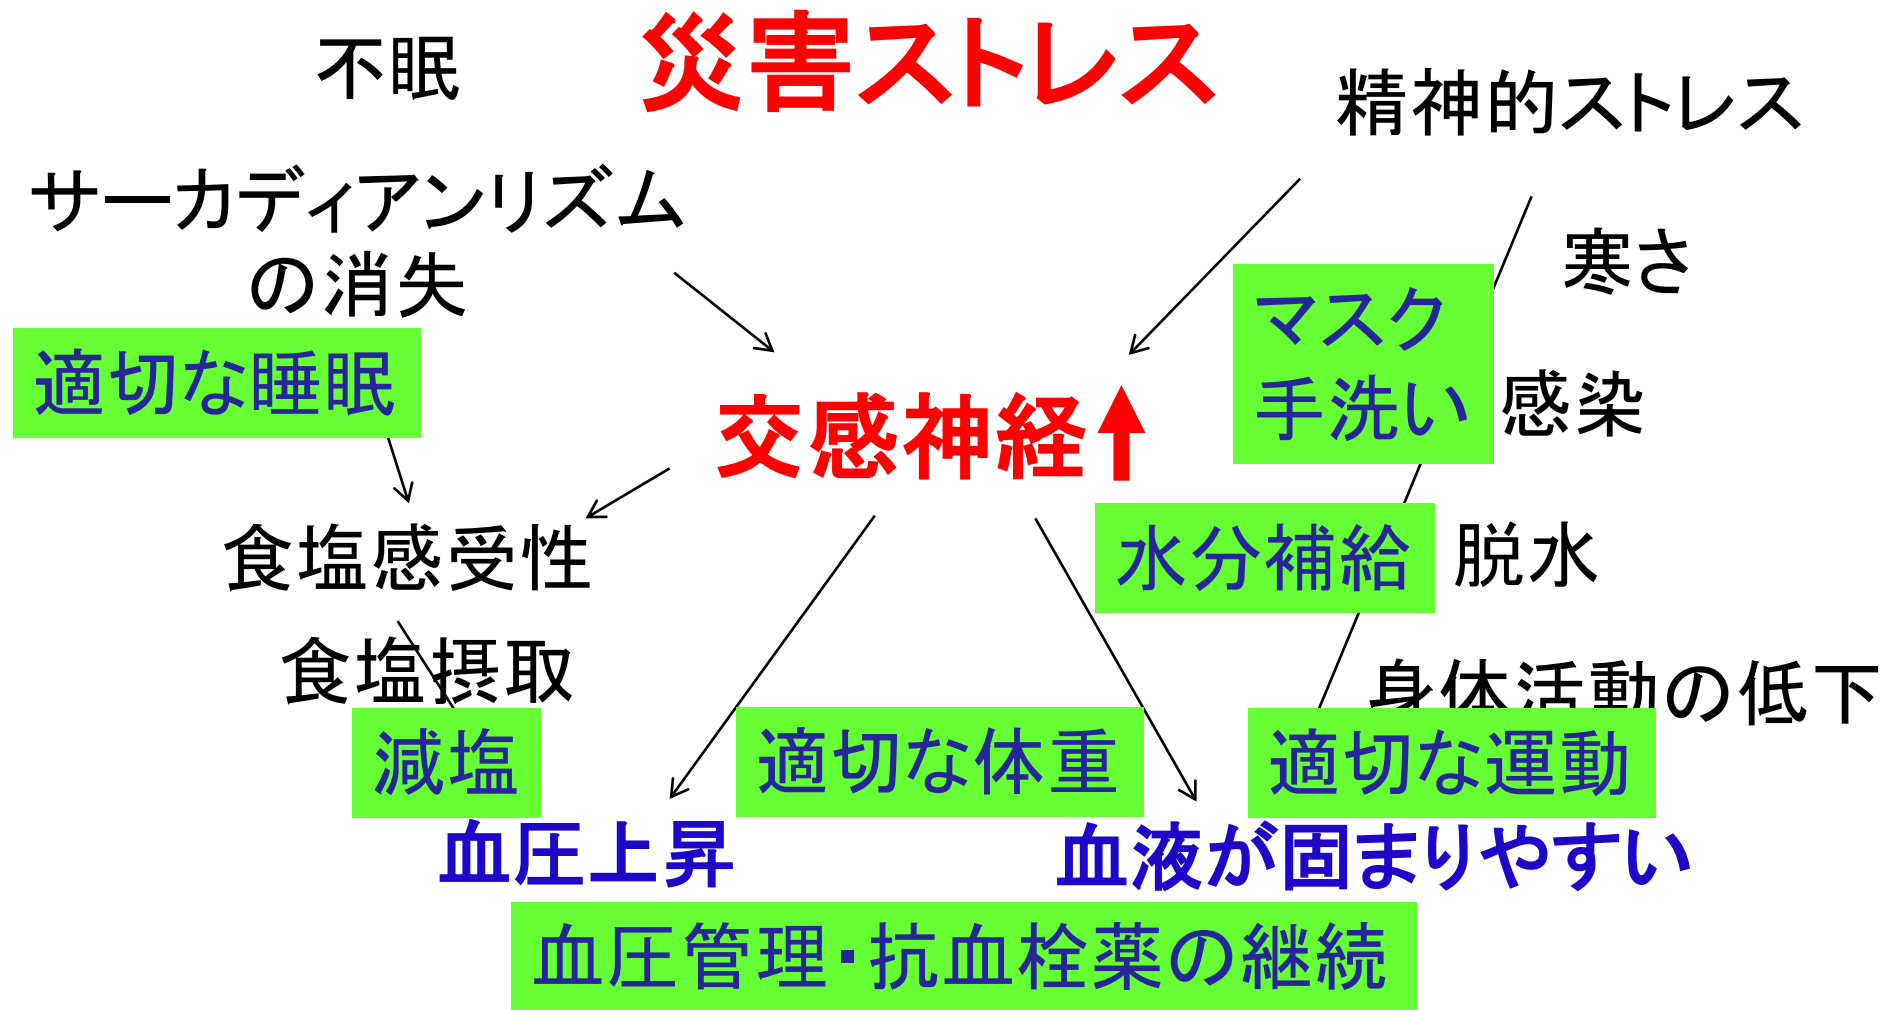 災害ストレス
不眠
精神的ストレス
サーカディアンリズム
の消失
寒さ
適切な睡眠
マスク
手洗い
感染
交感神経
食塩感受性
水分補給
脱水
食塩摂取
身体活動の低下
減塩
適切な体重
適切な運動
血圧上昇
血液が固まりやすい
血圧管理・抗血栓薬の継続